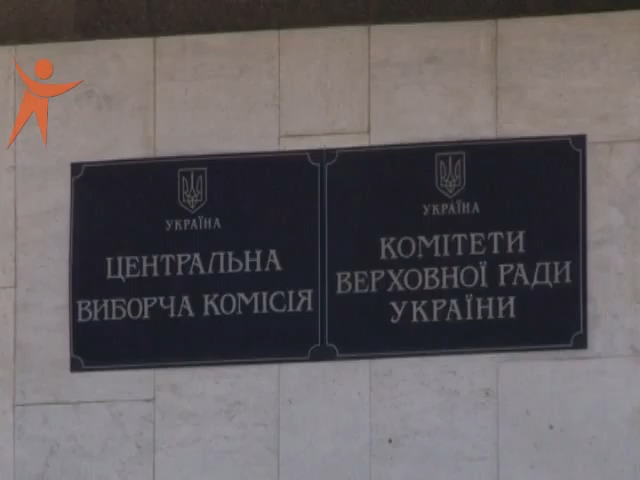 УКРАЇНА
ЦЕНТРАЛЬНА
ВИБОРЧА КОМІСІЯ
УКРАЇНА
КОМІТЕТИ
ВЕРХОВНОЇ РАДИ
УКРАЇНИ